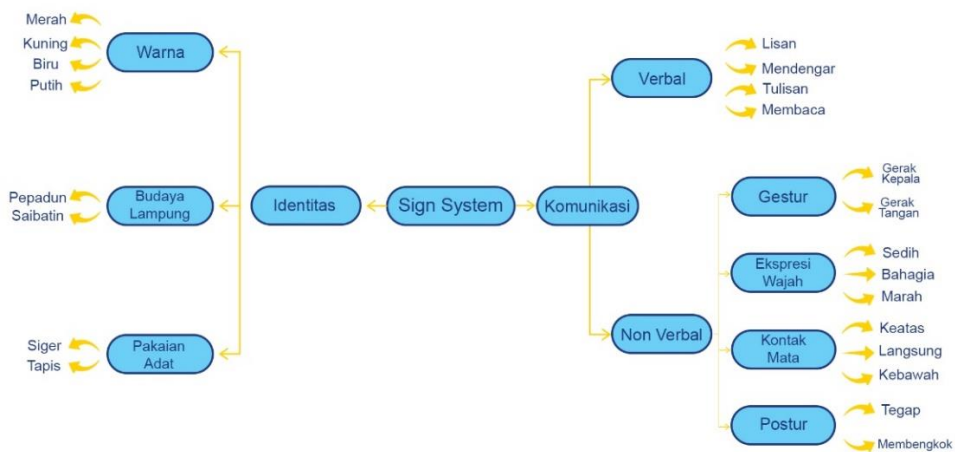 Merah
Kuning
Biru
Putih
Warna
Pepadun
Saibatin
Budaya
Lampung
Siger
Tapis
Pakaian
Adat
Identitas
Sign System
Komunikasi
Verbal
Lisan
Mendengar
Tulisan
Membaca
Non Verbal
Gestur
Gerak
Kepala
Gerak
Tangan
Ekspresi
Wajah
Sedih
Bahagia
Marah
Kontak
Mata
Keatas
Langsung
Kebawah
Postur
Tegap
Membengkok